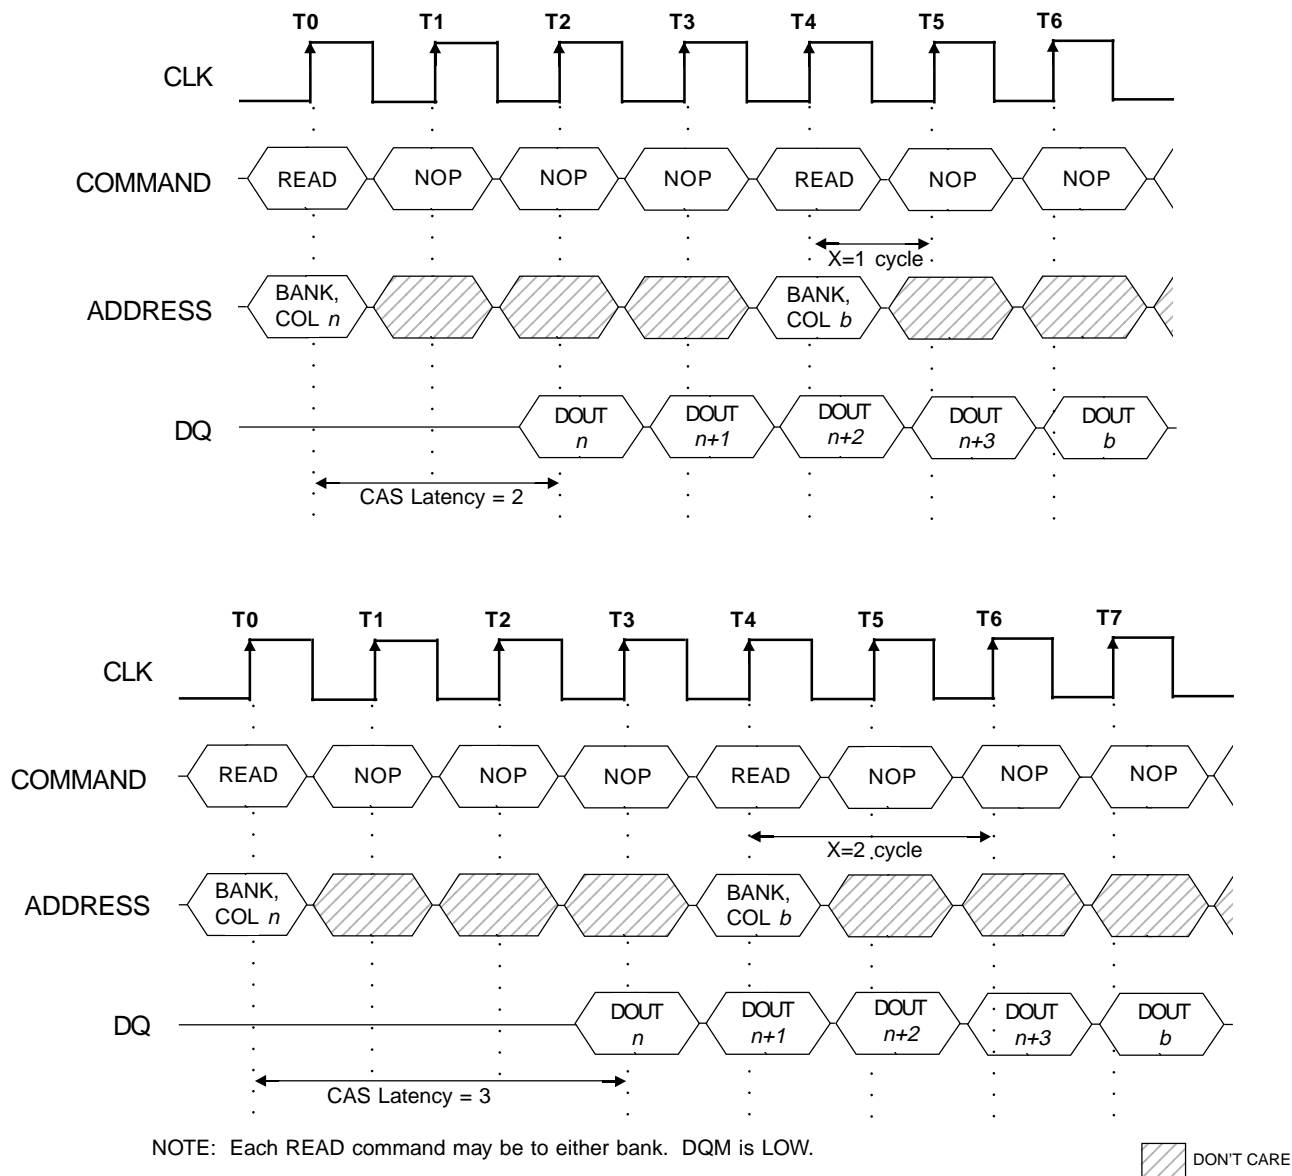 T0 T1 T2 T3 T4 T5 T6
CLK
COMMAND READ NOP NOP NOP READ NOP NOP
X=1 cycle
ADDRESS BANK, COL n BANK, COL b
DQ DOUT n DOUT n+1 DOUT n+2 DOUT n+3 DOUT b
CAS Latency = 2
T0 T1 T2 T3 T4 T5 T6 T7
CLK
COMMAND READ NOP NOP NOP READ NOP NOP NOP
X=2 cycle
ADDRESS BANK, COL n BANK, COL b
DQ DOUT n DOUT n+1 DOUT n+2 DOUT n+3 DOUT b
CAS Latency = 3
NOTE: Each READ command may be to either bank. DQM is LOW.
DON'T CARE